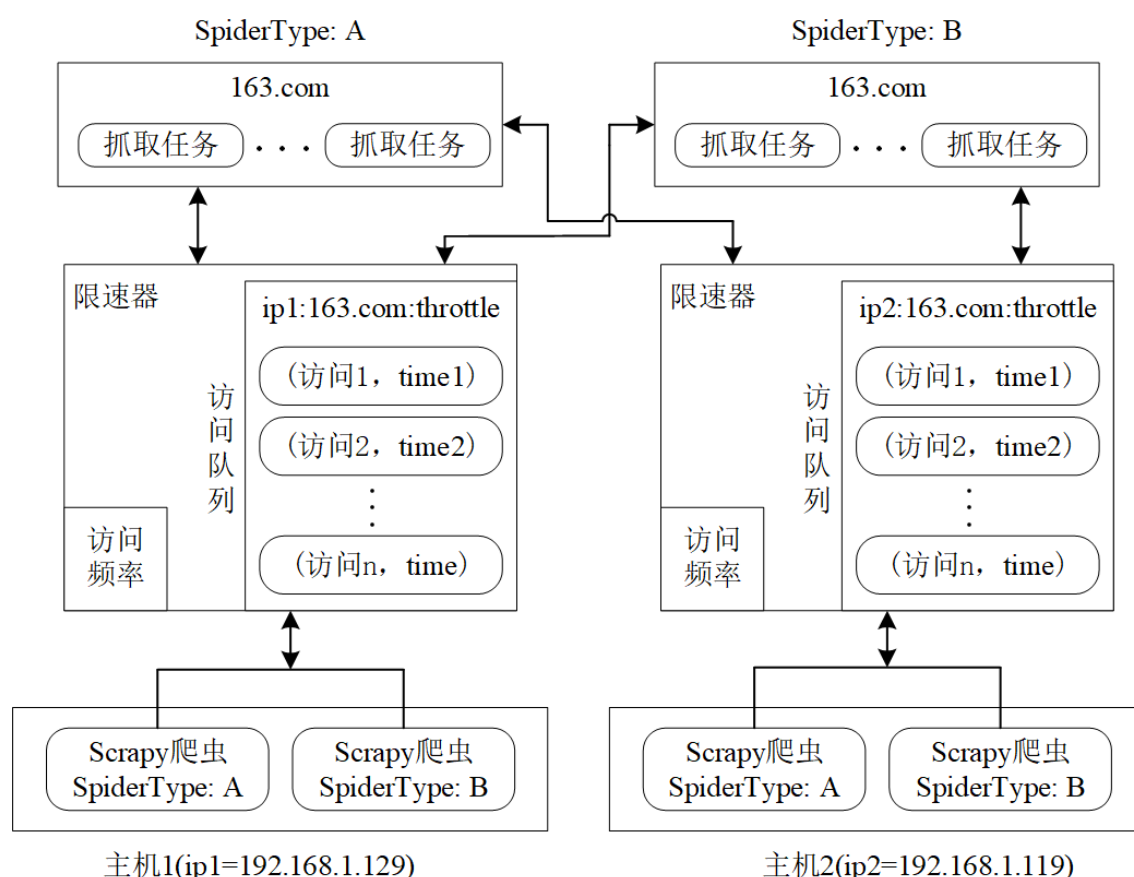 SpiderType: A
SpiderType: B
163.com
抓取任务 · · · 抓取任务
163.com
抓取任务 · · · 抓取任务
限速器
访问队列
访问
频率
ip1:163.com:throttle
(访问1，time1)
(访问2，time2)
⋮
(访问n，time)
限速器
访问队列
访问
频率
ip2:163.com:throttle
(访问1，time1)
(访问2，time2)
⋮
(访问n，time)
Scrapy爬虫
SpiderType: A
Scrapy爬虫
SpiderType: B
主机1(ip1=192.168.1.129)
Scrapy爬虫
SpiderType: A
Scrapy爬虫
SpiderType: B
主机2(ip2=192.168.1.119)